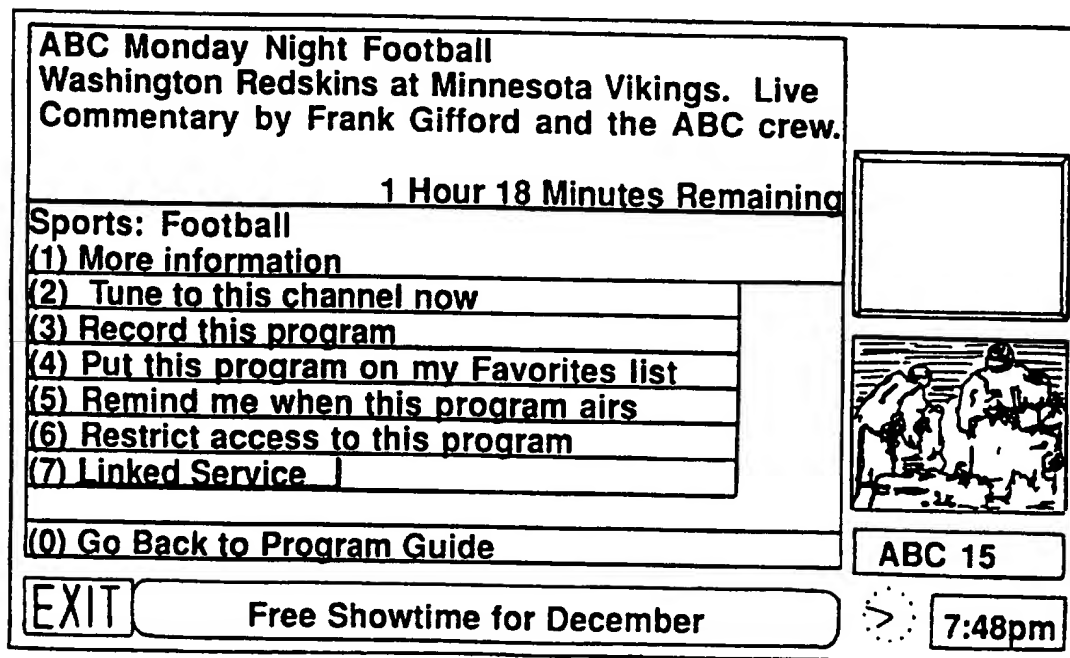 ABC Monday Night Football
Washington Redskins at Minnesota Vikings. Live
Commentary by Frank Gifford and the ABC crew.
1 Hour 18 Minutes Remaining
Sports: Football
(1) More information
(2) Tune to this channel now
(3) Record this program
(4) Put this program on my Favorites list
(5) Remind me when this program airs
(6) Restrict access to this program
(7) Linked Service
(0) Go Back to Program Guide
ABC 15
EXIT
Free Showtime for December
7:48pm